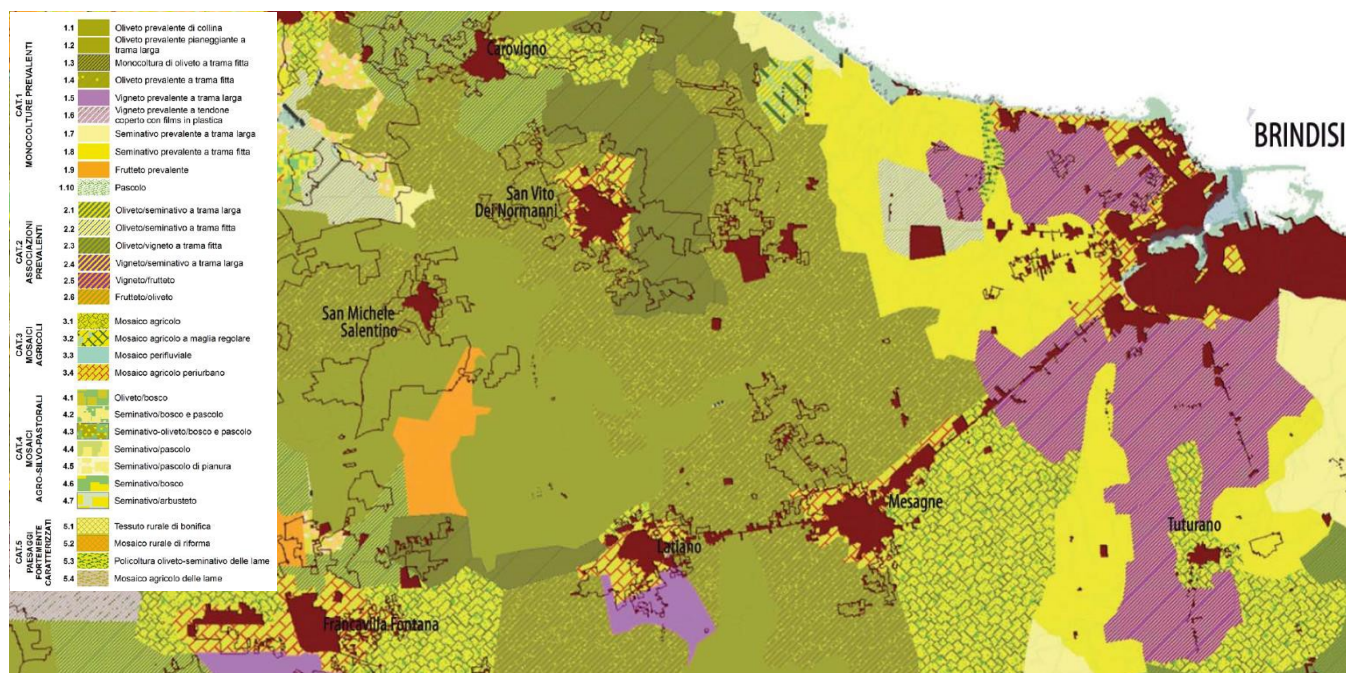 CAT.1
MONOCOLTURE PREVALENTI
1.1 Oliveto prevalente di collina
1.2 Oliveto prevalente pianeggiante a
trama larga
1.3 Monocoltura di oliveto a trama fitta
1.4 Oliveto prevalente a trama fitta
1.5 Vigneto prevalente a trama larga
1.6 Vigneto prevalente a tendone
coperto con films in plastica
1.7 Seminativo prevalente a trama larga
1.8 Seminativo prevalente a trama fitta
1.9 Frutteto prevalente
1.10 Pascolo
CAT.2
ASSOCIAZIONI
PREVALENTI
2.1 Oliveto/seminativo a trama larga
2.2 Oliveto/seminativo a trama fitta
2.3 Oliveto/vigneto a trama fitta
2.4 Vigneto/seminativo a trama larga
2.5 Vigneto/frutteto
2.6 Frutteto/oliveto
CAT.3
MOSAICI
AGRICOLI
3.1 Mosaico agricolo
3.2 Mosaico agricolo a maglia regolare
3.3 Mosaico perifluviale
3.4 Mosaico agricolo periurbano
CAT.4
MOSAICI
AGRO-SILVO-PASTORALI
4.1 Oliveto/bosco
4.2 Seminativo/bosco e pascolo
4.3 Seminativo-oliveto/bosco e pascolo
4.4 Seminativo/pascolo
4.5 Seminativo/pascolo di pianura
4.6 Seminativo/bosco
4.7 Seminativo/arbusteto
CAT.5
PAESAGGI
FORTEMENTE
CARATTERIZZATI
5.1 Tessuto rurale di bonifica
5.2 Mosaico rurale di riforma
5.3 Policoltura oliveto-seminativo delle lame
5.4 Mosaico agricolo delle lame
Carovigno
BRINDISI
San Vito
Dei Normanni
San Michele
Salentino
Mesagne
Tuturano
Latiano
Francavilla Fontana